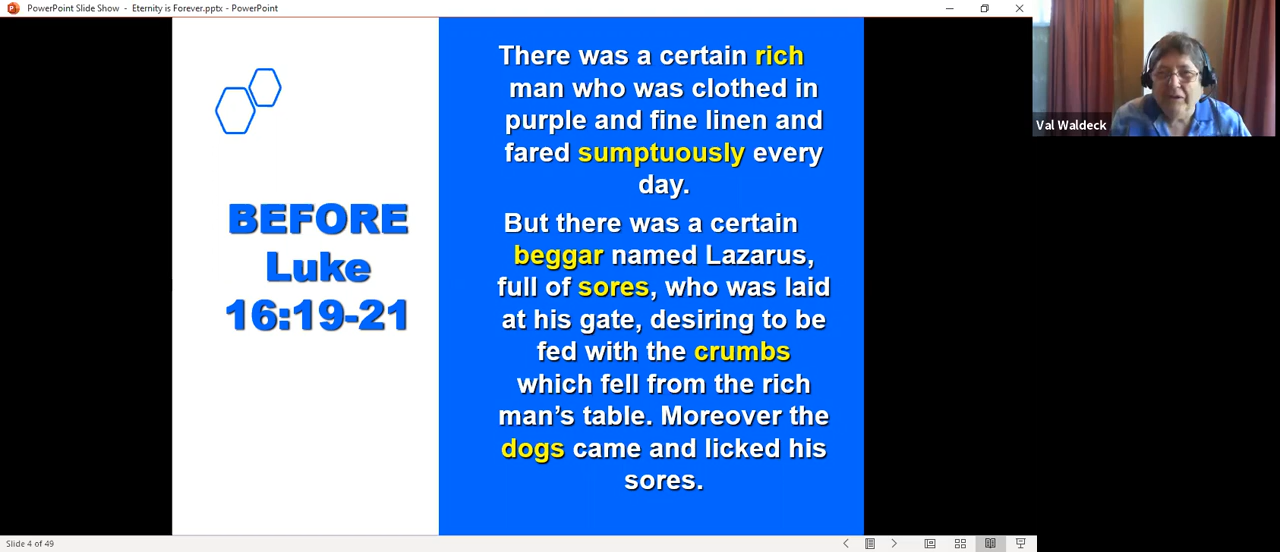 PowerPoint Slide Show - Eternity is Forever.pptx - PowerPoint
BEFORE
Luke
16:19-21
There was a certain rich
man who was clothed in
purple and fine linen and
fared sumptuously every
day.
But there was a certain
beggar named Lazarus,
full of sores, who was laid
at his gate, desiring to be
fed with the crumbs
which fell from the rich
man’s table. Moreover the
dogs came and licked his
sores.
Val Waldeck
Slide 4 of 49